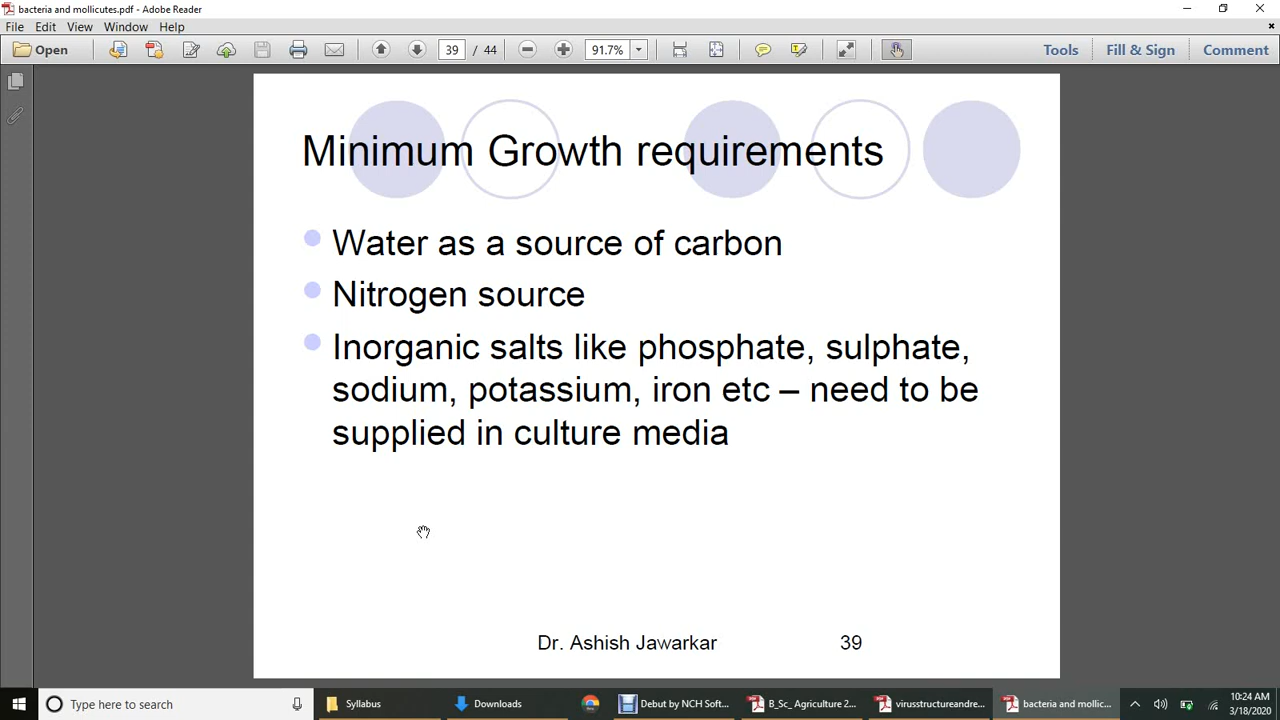 bacteria and mollicutes.pdf - Adobe Reader
File Edit View Window Help
Open 39 / 44 91.7% Tools Fill & Sign Comment
Minimum Growth requirements
Water as a source of carbon
Nitrogen source
Inorganic salts like phosphate, sulphate,
sodium, potassium, iron etc – need to be
supplied in culture media
Dr. Ashish Jawarkar 39
Type here to search Syllabus Downloads Debut by NCH Soft... B_Sc_ Agriculture 2... virusstructureandre... bacteria and mollic... 10:24 AM
3/18/2020